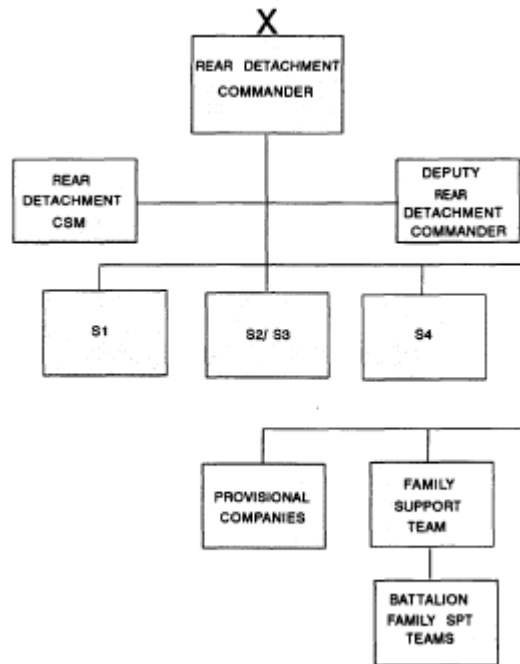 X
REAR DETACHMENT
COMMANDER
REAR
DETACHMENT
CSM
DEPUTY
REAR
DETACHMENT
COMMANDER
S1
S2/ S3
S4
PROVISIONAL
COMPANIES
FAMILY
SUPPORT
TEAM
BATTALION
FAMILY SPT
TEAMS